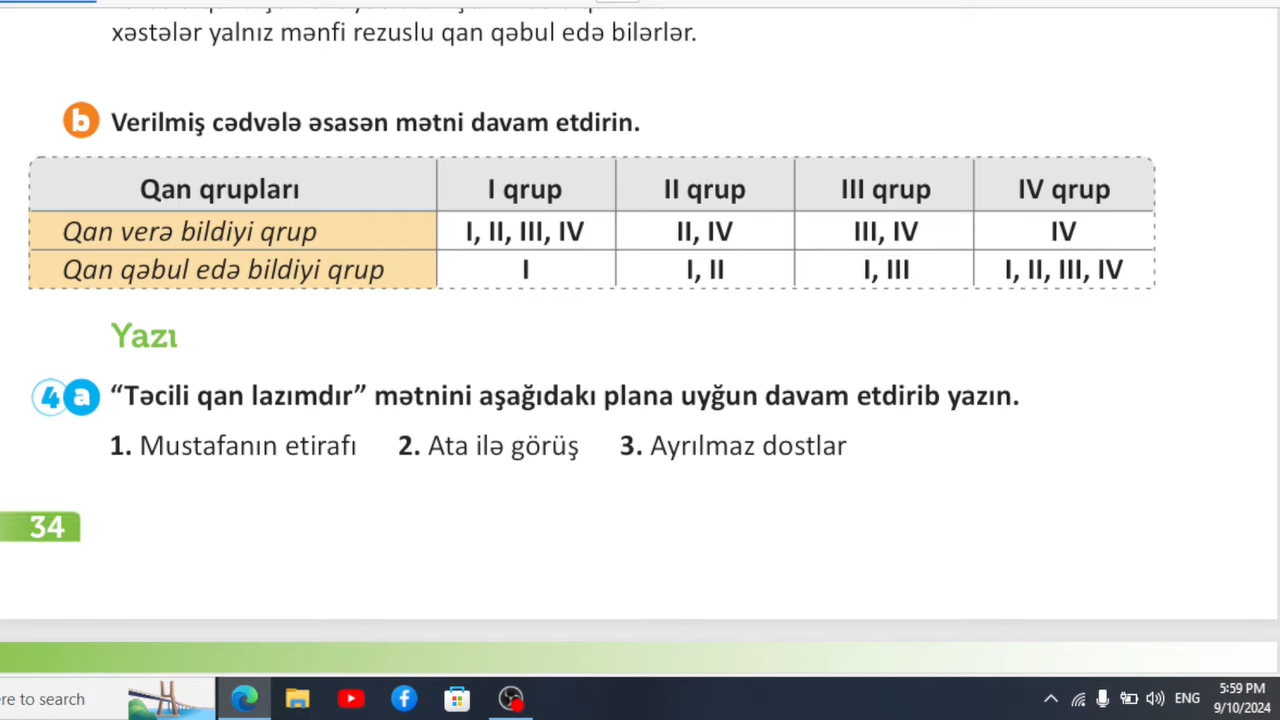 xəstələr yalnız mənfi rezuslu qan qəbul edə bilərlər.
b Verilmiş cədvələ əsasən mətni davam etdirin.
Qan qrupları I qrup II qrup III qrup IV qrup
Qan verə bildiyi qrup I, II, III, IV II, IV III, IV IV
Qan qəbul edə bildiyi qrup I I, II I, III I, II, III, IV
Yazı
4 a “Təcili qan lazımdır” mətnini aşağıdakı plana uyğun davam etdirib yazın.
1. Mustafanın etirafı 2. Ata ilə görüş 3. Ayrılmaz dostlar
34
re to search
ENG
5:59 PM
9/10/2024